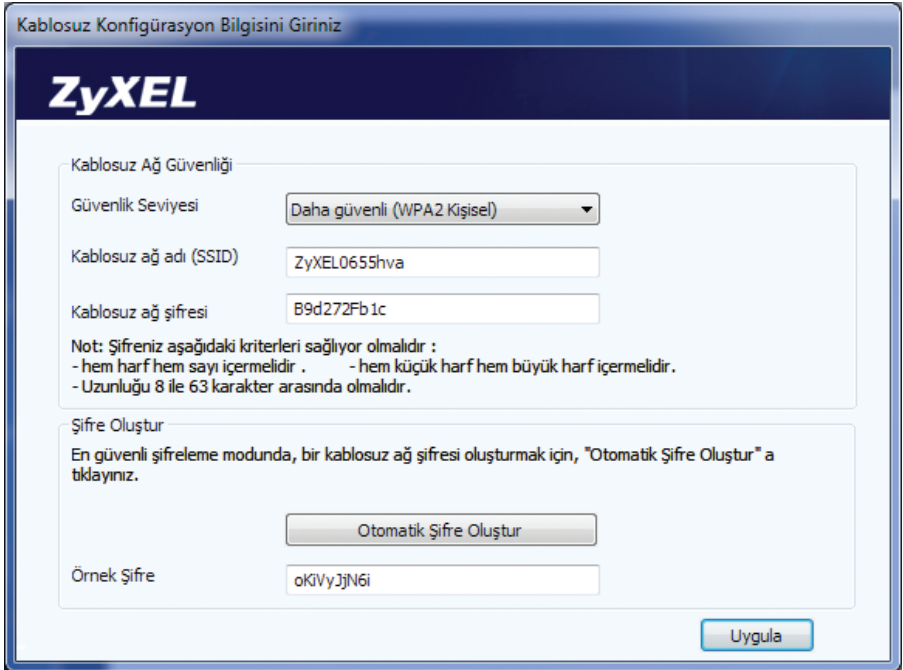 Kablosuz Konfigürasyon Bilgisini Giriniz
ZyXEL
Kablosuz Ağ Güvenliği
Güvenlik Seviyesi
Daha güvenli (WPA2 Kişisel)
Kablosuz ağ adı (SSID)
ZyXEL0655hva
Kablosuz ağ şifresi
B9d272Fb1c
Not: Şifreniz aşağıdaki kriterleri sağlıyor olmalıdır :
- hem harf hem sayı içermelidir . - hem küçük harf hem büyük harf içermelidir.
- Uzunluğu 8 ile 63 karakter arasında olmalıdır.
Şifre Oluştur
En güvenli şifreleme modunda, bir kablosuz ağ şifresi oluşturmak için, "Otomatik Şifre Oluştur" a
tıklayınız.
Otomatik Şifre Oluştur
Örnek Şifre
oKiVyJjN6i
Uygula